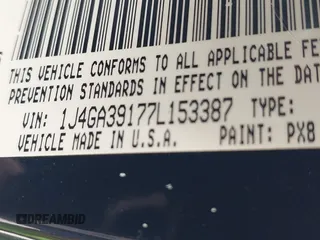 THIS VEHICLE CONFORMS TO ALL APPLICABLE FE
PREVENTION STANDARDS IN EFFECT ON THE DAT
VIN: 1J4GA39177L153387 TYPE:
VEHICLE MADE IN U.S.A. PAINT: PX8
DREAMBID